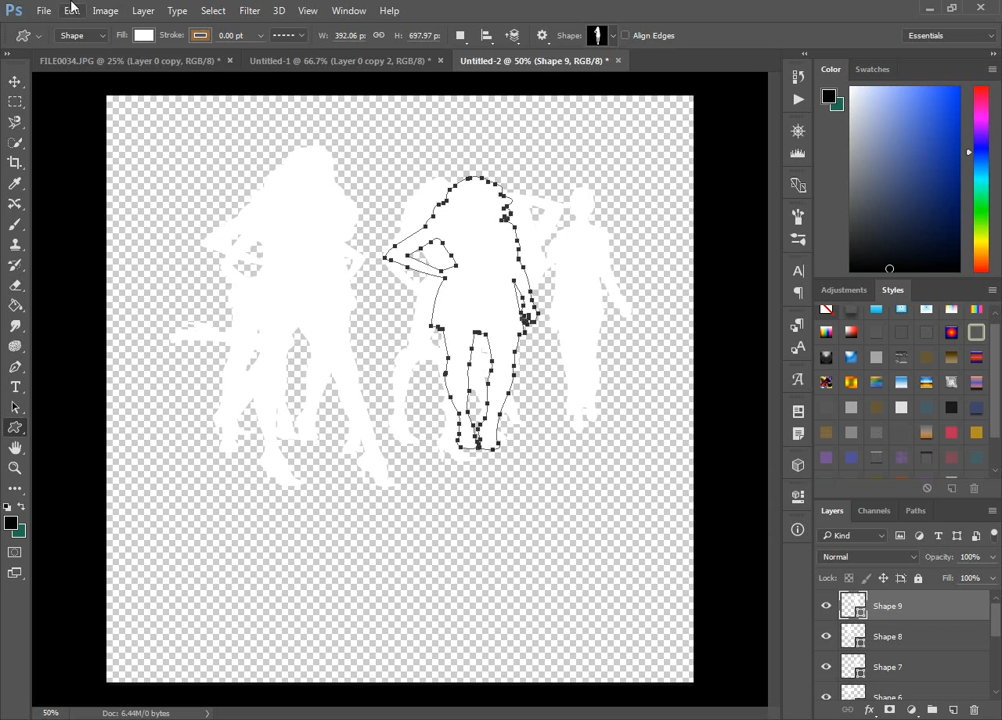 Ps File Edit Image Layer Type Select Filter 3D View Window Help
Shape Fill: Stroke: 0.00 pt W: 392.06 p: H: 697.97 p: Shape: Align Edges Essentials
FILE0034.JPG @ 25% (Layer 0 copy, RGB/8) * × Untitled-1 @ 66.7% (Layer 0 copy 2, RGB/8) * × Untitled-2 @ 50% (Shape 9, RGB/8) * ×
Color Swatches
Adjustments Styles
Layers Channels Paths
Kind
Normal Opacity: 100%
Lock: Fill: 100%
Shape 9
Shape 8
Shape 7
Shape 6
50% Doc: 6.44M/0 bytes